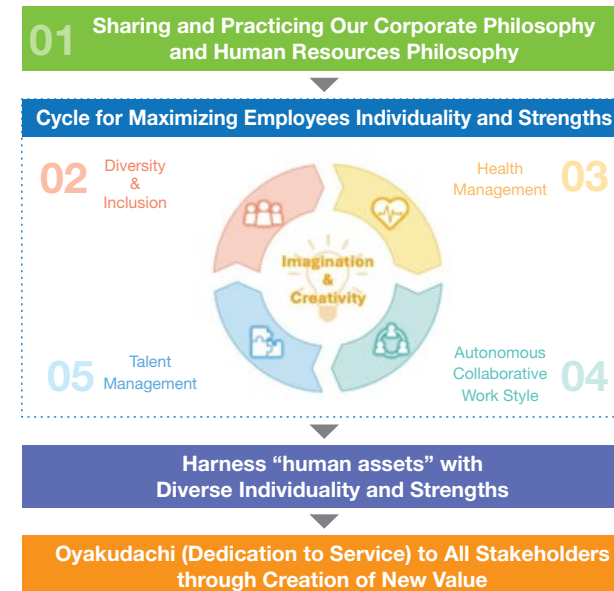 01
Sharing and Practicing Our Corporate Philosophy
and Human Resources Philosophy
Cycle for Maximizing Employees Individuality and Strengths
02
Diversity
&
Inclusion
Health
Management
03
Imagination
&
Creativity
05
Talent
Management
Autonomous
Collaborative
Work Style
04
Harness “human assets” with
Diverse Individuality and Strengths
Oyakudachi (Dedication to Service) to All Stakeholders
through Creation of New Value